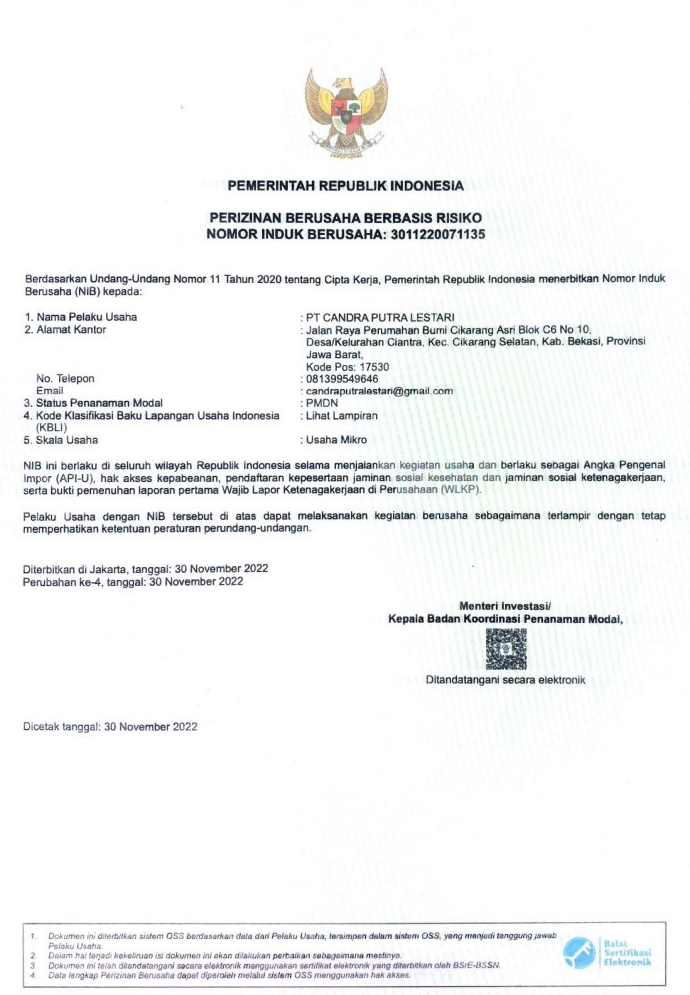 PEMERINTAH REPUBLIK INDONESIA
PERIZINAN BERUSAHA BERBASIS RISIKO
NOMOR INDUK BERUSAHA: 3011220071135
Berdasarkan Undang-Undang Nomor 11 Tahun 2020 tentang Cipta Kerja, Pemerintah Republik Indonesia menerbitkan Nomor Induk
Berusaha (NIB) kepada:
1. Nama Pelaku Usaha : PT CANDRA PUTRA LESTARI
2. Alamat Kantor : Jalan Raya Perumahan Bumi Cikarang Asri Blok C6 No 10,
Desa/Kelurahan Ciantra, Kec. Cikarang Selatan, Kab. Bekasi, Provinsi
Jawa Barat,
Kode Pos: 17530
No. Telepon : 081399549646
Email : candraputralestari@gmail.com
3. Status Penanaman Modal : PMDN
4. Kode Klasifikasi Baku Lapangan Usaha Indonesia : Lihat Lampiran
(KBLI)
5. Skala Usaha : Usaha Mikro
NIB ini berlaku di seluruh wilayah Republik Indonesia selama menjalankan kegiatan usaha dan berlaku sebagai Angka Pengenal
Impor (API-U), hak akses kepabeanan, pendaftaran kepesertaan jaminan sosial kesehatan dan jaminan sosial ketenagakerjaan,
serta bukti pemenuhan laporan pertama Wajib Lapor Ketenagakerjaan di Perusahaan (WLKP).
Pelaku Usaha dengan NIB tersebut di atas dapat melaksanakan kegiatan berusaha sebagaimana terlampir dengan tetap
memperhatikan ketentuan peraturan perundang-undangan.
Diterbitkan di Jakarta, tanggal: 30 November 2022
Perubahan ke-4, tanggal: 30 November 2022
Menteri Investasi/
Kepala Badan Koordinasi Penanaman Modal,
Ditandatangani secara elektronik
Dicetak tanggal: 30 November 2022
1. Dokumen ini diterbitkan sistem OSS berdasarkan data dari Pelaku Usaha, tersimpan dalam sistem OSS, yang menjadi tanggung jawab
Pelaku Usaha.
2. Dalam hal terjadi kekeliruan isi dokumen ini akan dilakukan perbaikan sebagaimana mestinya.
3. Dokumen ini telah ditandatangani secara elektronik menggunakan sertifikat elektronik yang diterbitkan oleh BSrE-BSSN.
4. Data lengkap Perizinan Berusaha dapat diperoleh melalui sistem OSS menggunakan hak akses.
Balai
Sertifikasi
Elektronik